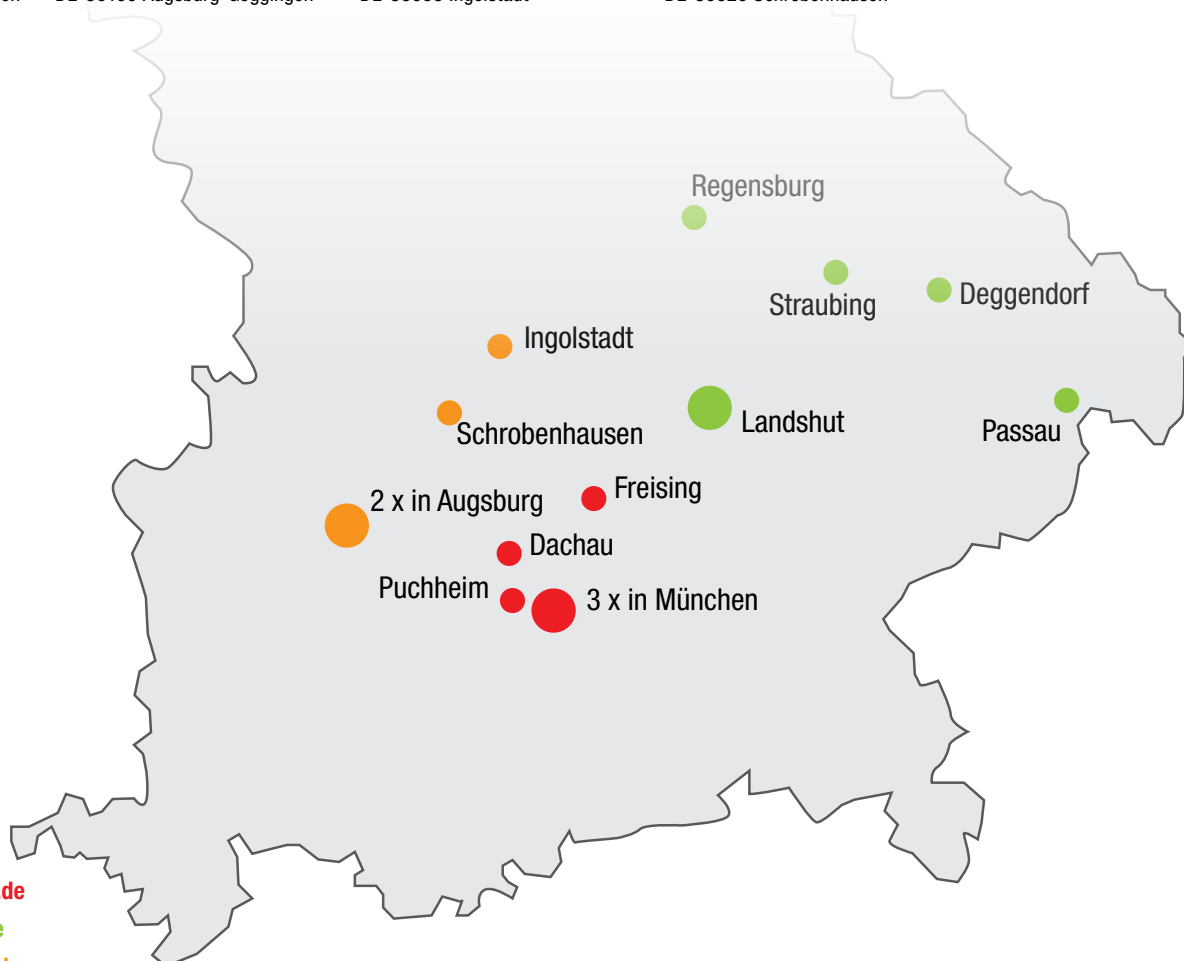 Regensburg
Straubing
Deggendorf
Ingolstadt
Schrobenhausen
Landshut
Passau
2 x in Augsburg
Freising
Dachau
Puchheim
3 x in München
.de